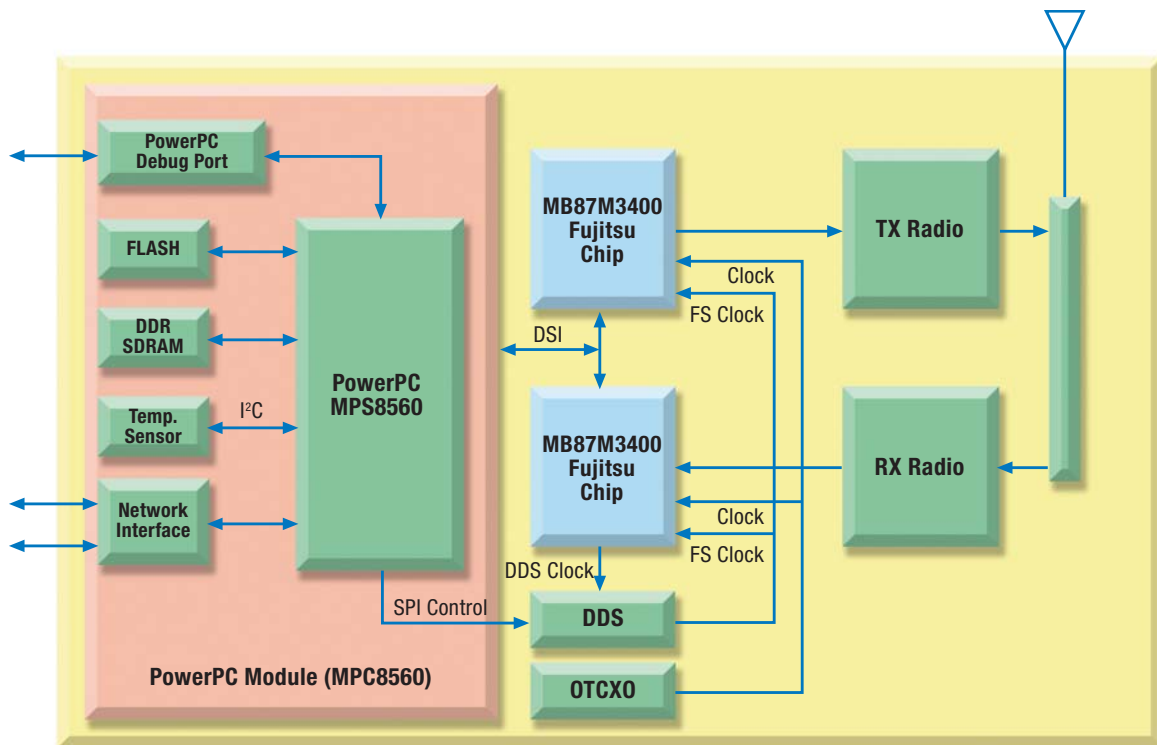 PowerPC
Debug Port
FLASH
DDR
SDRAM
Temp.
Sensor
I²C
Network
Interface
PowerPC
MPS8560
SPI Control
PowerPC Module (MPC8560)
DSI
MB87M3400
Fujitsu
Chip
Clock
FS Clock
MB87M3400
Fujitsu
Chip
Clock
FS Clock
DDS Clock
DDS
OTCXO
TX Radio
RX Radio